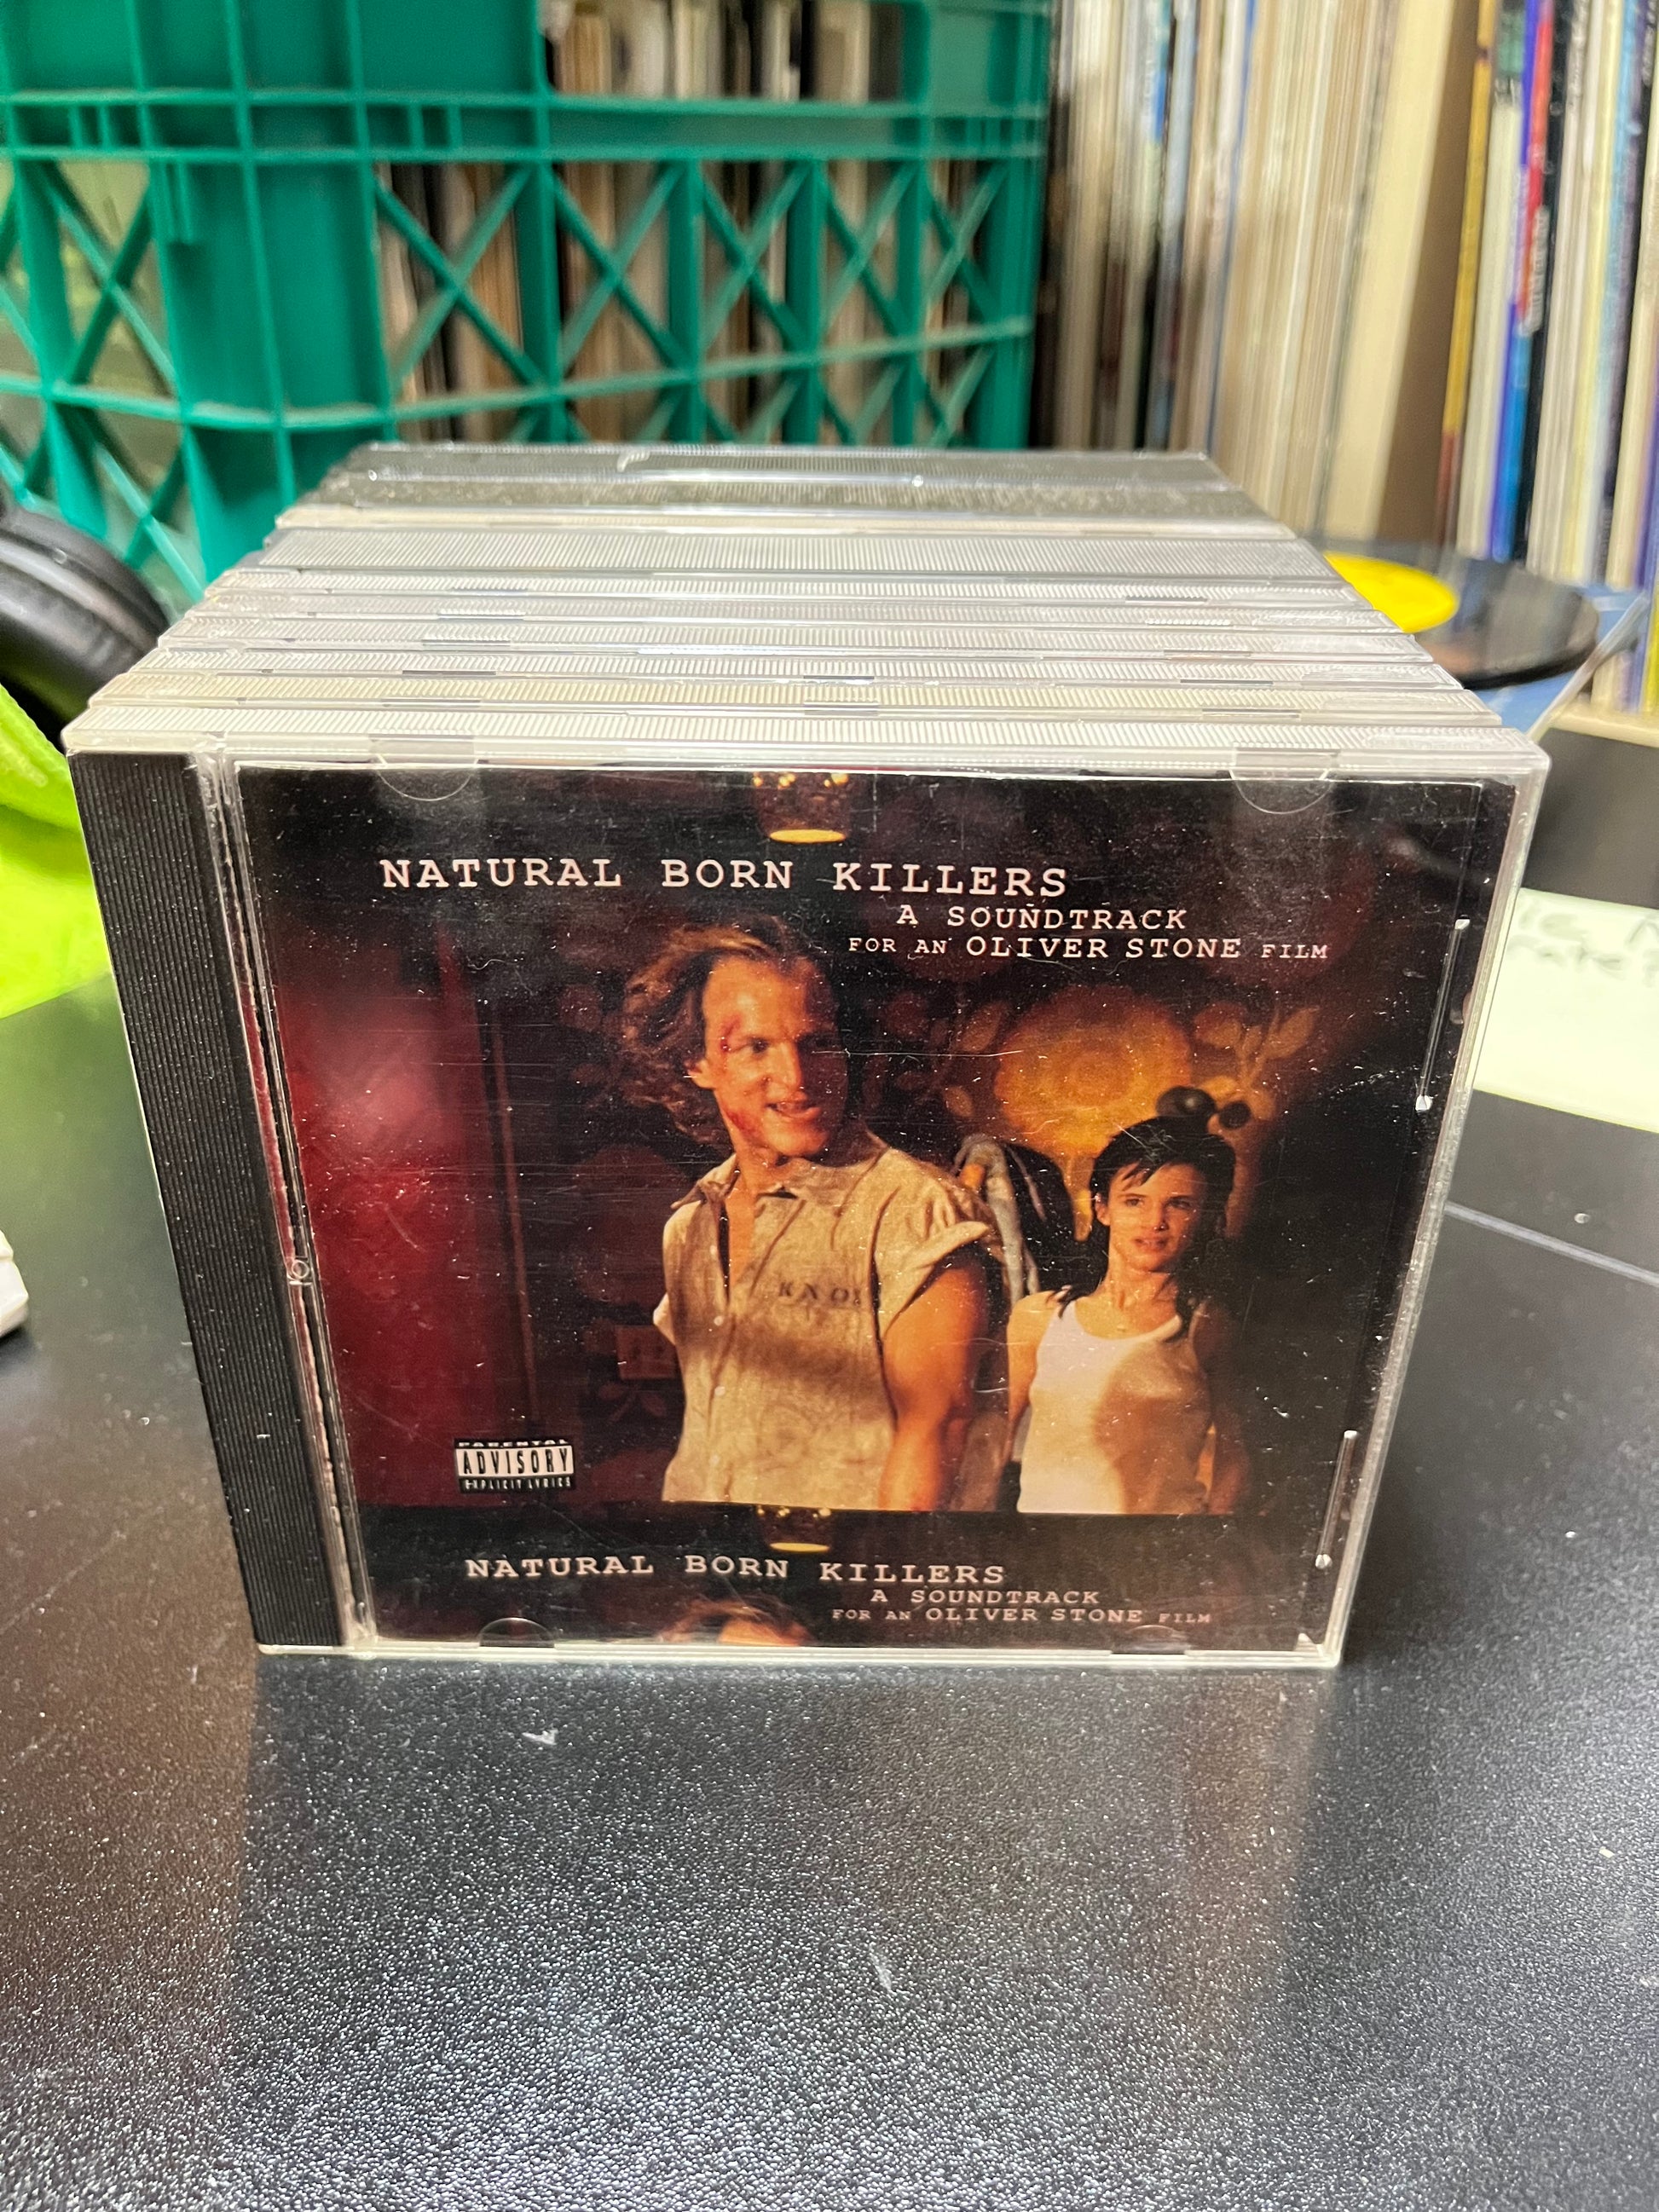 NATURAL BORN KILLERS
A SOUNDTRACK
FOR AN OLIVER STONE FILM
KNOX
PARENTAL
ADVISORY
EXPLICIT LYRICS
NATURAL BORN KILLERS
A SOUNDTRACK
FOR AN OLIVER STONE FILM